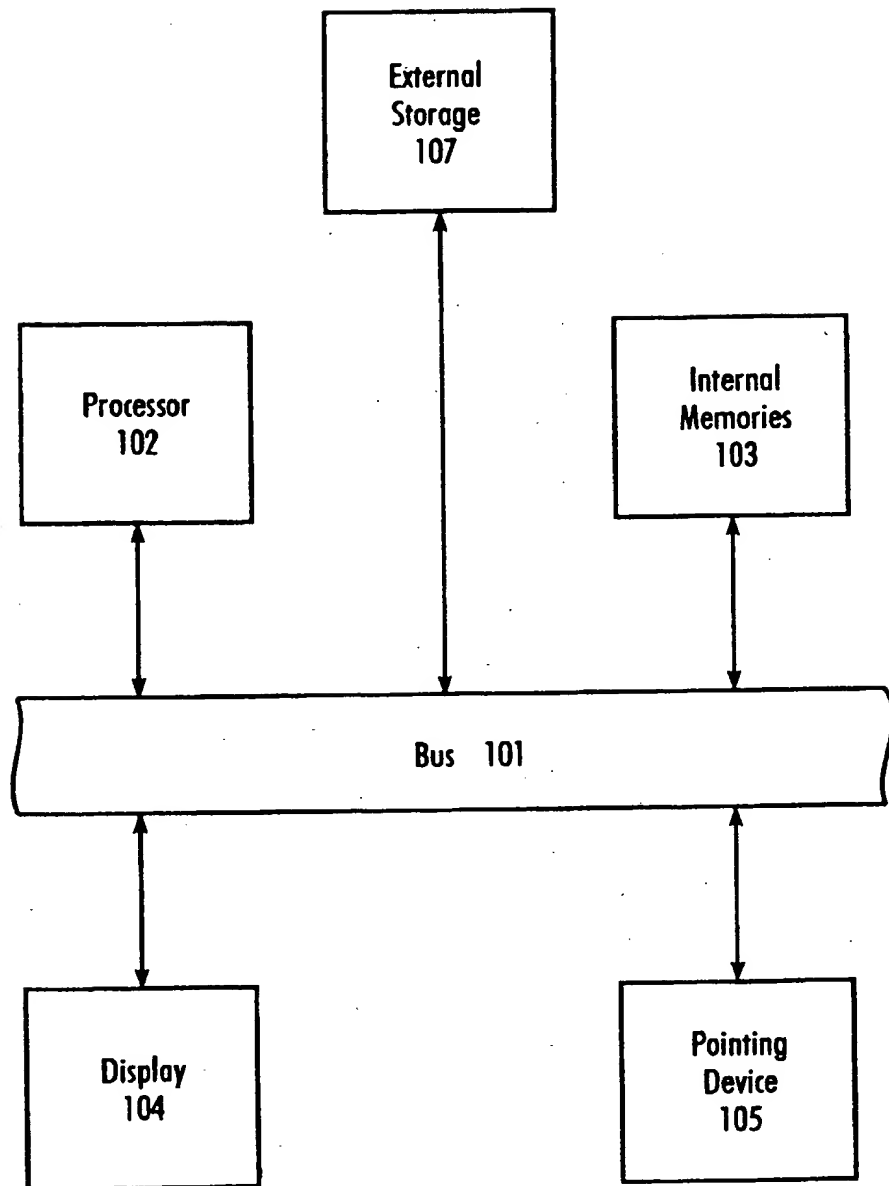 External
Storage
107
Processor
102
Internal
Memories
103
Bus 101
Display
104
Pointing
Device
105